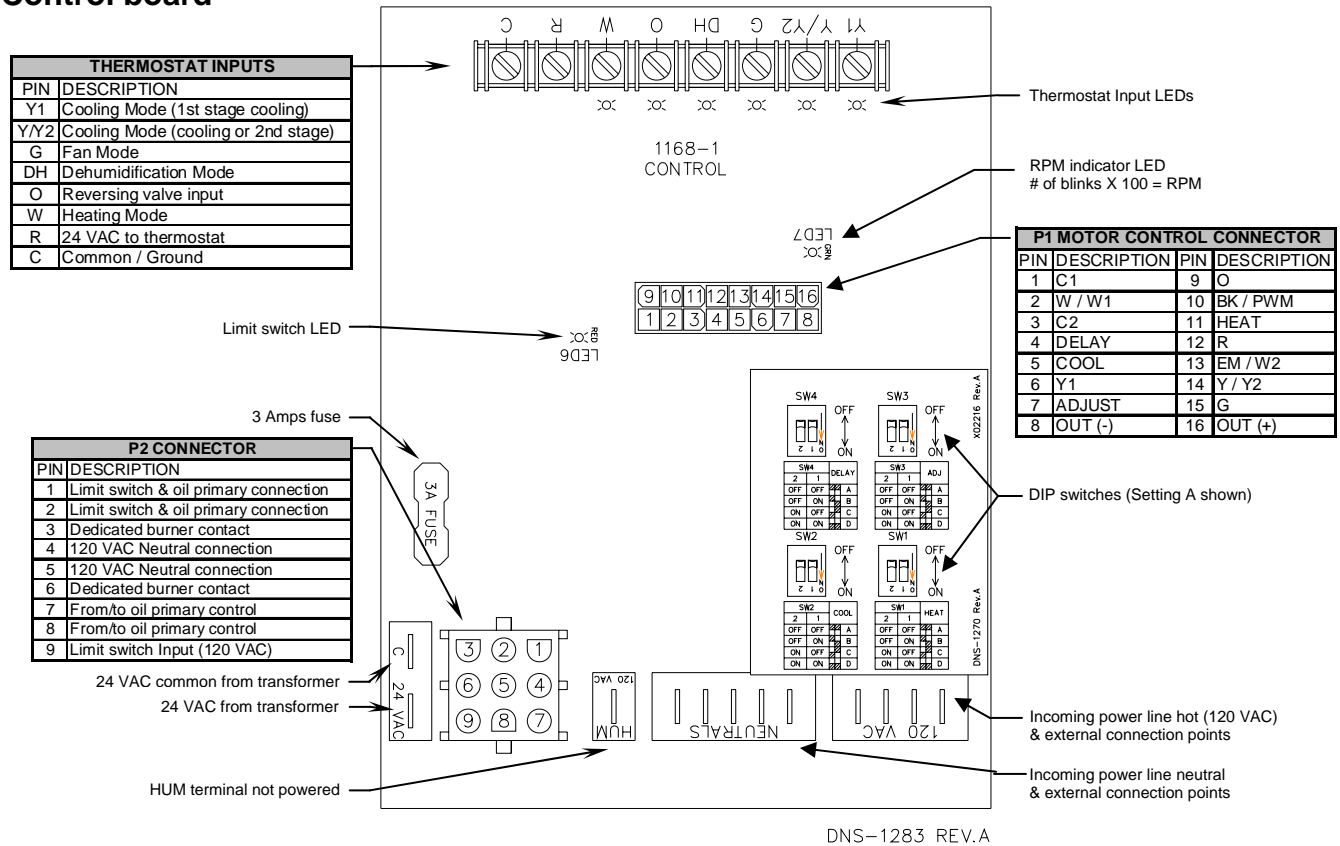 Control board
C R W O DH G Y/Y2 Y1
THERMOSTAT INPUTS
PIN DESCRIPTION
Y1 Cooling Mode (1st stage cooling)
Y/Y2 Cooling Mode (cooling or 2nd stage)
G Fan Mode
DH Dehumidification Mode
O Reversing valve input
W Heating Mode
R 24 VAC to thermostat
C Common / Ground
Thermostat Input LEDs
1168-1
CONTROL
RPM indicator LED
# of blinks X 100 = RPM
LED7
GRN
P1 MOTOR CONTROL CONNECTOR
PIN DESCRIPTION PIN DESCRIPTION
1 C1 9 O
2 W / W1 10 BK / PWM
3 C2 11 HEAT
4 DELAY 12 R
5 COOL 13 EM / W2
6 Y1 14 Y / Y2
7 ADJUST 15 G
8 OUT (-) 16 OUT (+)
9 10 11 12 13 14 15 16
1 2 3 4 5 6 7 8
Limit switch LED
RED
LED6
3 Amps fuse
3A FUSE
P2 CONNECTOR
PIN DESCRIPTION
1 Limit switch & oil primary connection
2 Limit switch & oil primary connection
3 Dedicated burner contact
4 120 VAC Neutral connection
5 120 VAC Neutral connection
6 Dedicated burner contact
7 From/to oil primary control
8 From/to oil primary control
9 Limit switch Input (120 VAC)
SW4 SW3
OFF OFF
2 1 ON 2 1 ON
ON ON
X02216 Rev.A
SW4 DELAY SW3 ADJ
2 1 2 1
OFF OFF A OFF OFF A
OFF ON B OFF ON B
ON OFF C ON OFF C
ON ON D ON ON D
DIP switches (Setting A shown)
SW2 SW1
OFF OFF
2 1 ON 2 1 ON
ON ON
DNS-1270 Rev.A
SW2 COOL SW1 HEAT
2 1 2 1
OFF OFF A OFF OFF A
OFF ON B OFF ON B
ON OFF C ON OFF C
ON ON D ON ON D
C
24 VAC
3 2 1
6 5 4
9 8 7
24 VAC common from transformer
24 VAC from transformer
120 VAC
HUM
NEUTRALS
120 VAC
Incoming power line hot (120 VAC)
& external connection points
HUM terminal not powered
Incoming power line neutral
& external connection points
DNS-1283 REV.A